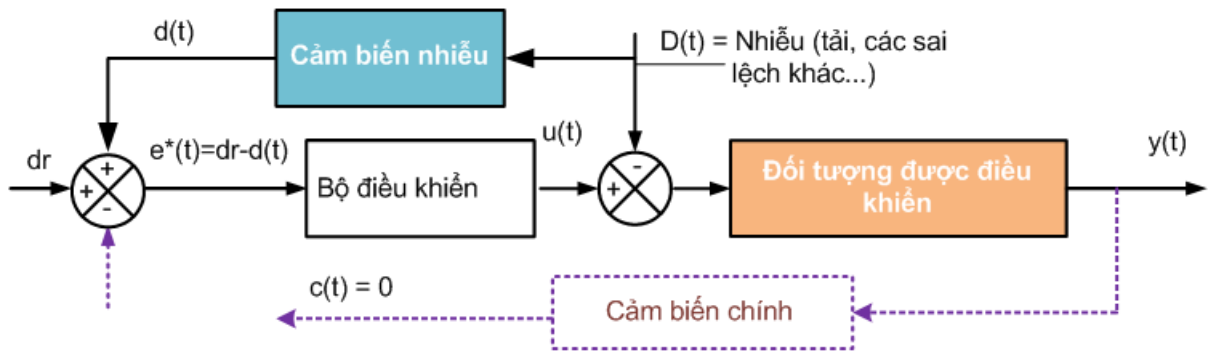 d(t)
Cảm biến nhiễu
D(t) = Nhiễu (tải, các sai
lệch khác...)
dr
+
+
-
e*(t)=dr-d(t)
Bộ điều khiển
u(t)
-
+
Đối tượng được điều
khiển
y(t)
c(t) = 0
Cảm biến chính